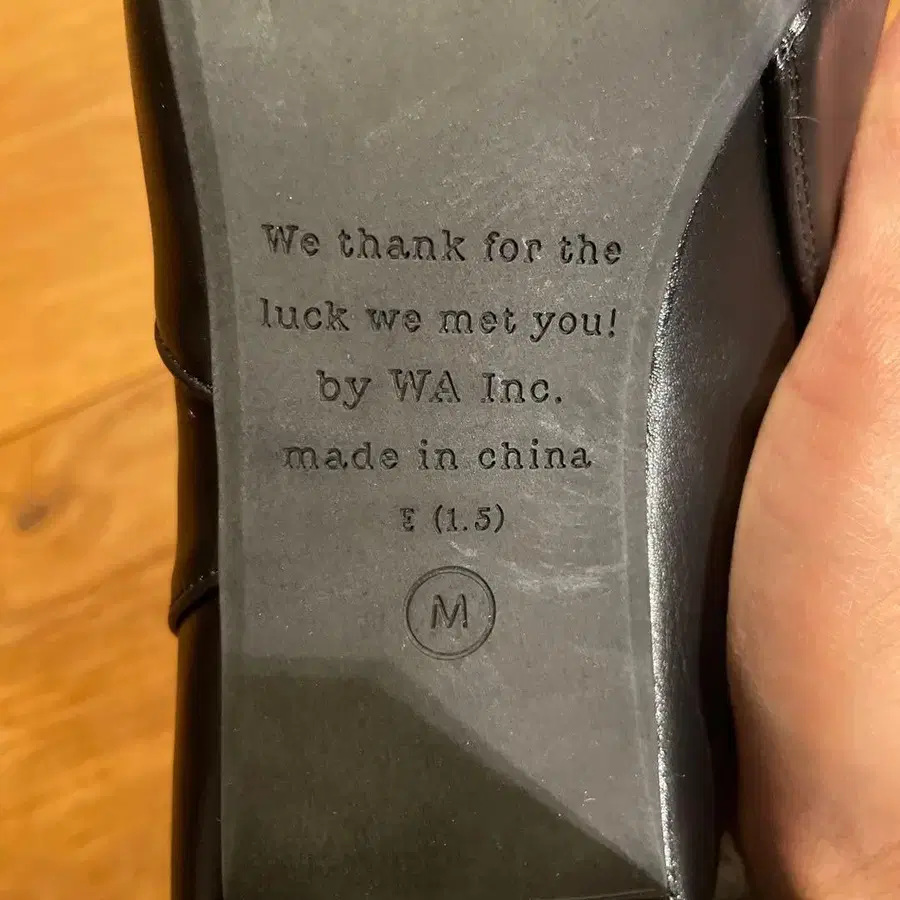 We thank for the
luck we met you!
by WA Inc.
made in china
E (1.5)
M